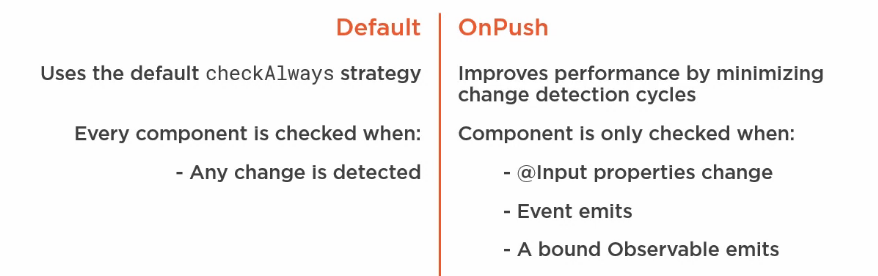 Default
Uses the default checkAlways strategy
Every component is checked when:
- Any change is detected
OnPush
Improves performance by minimizing
change detection cycles
Component is only checked when:
- @Input properties change
- Event emits
- A bound Observable emits